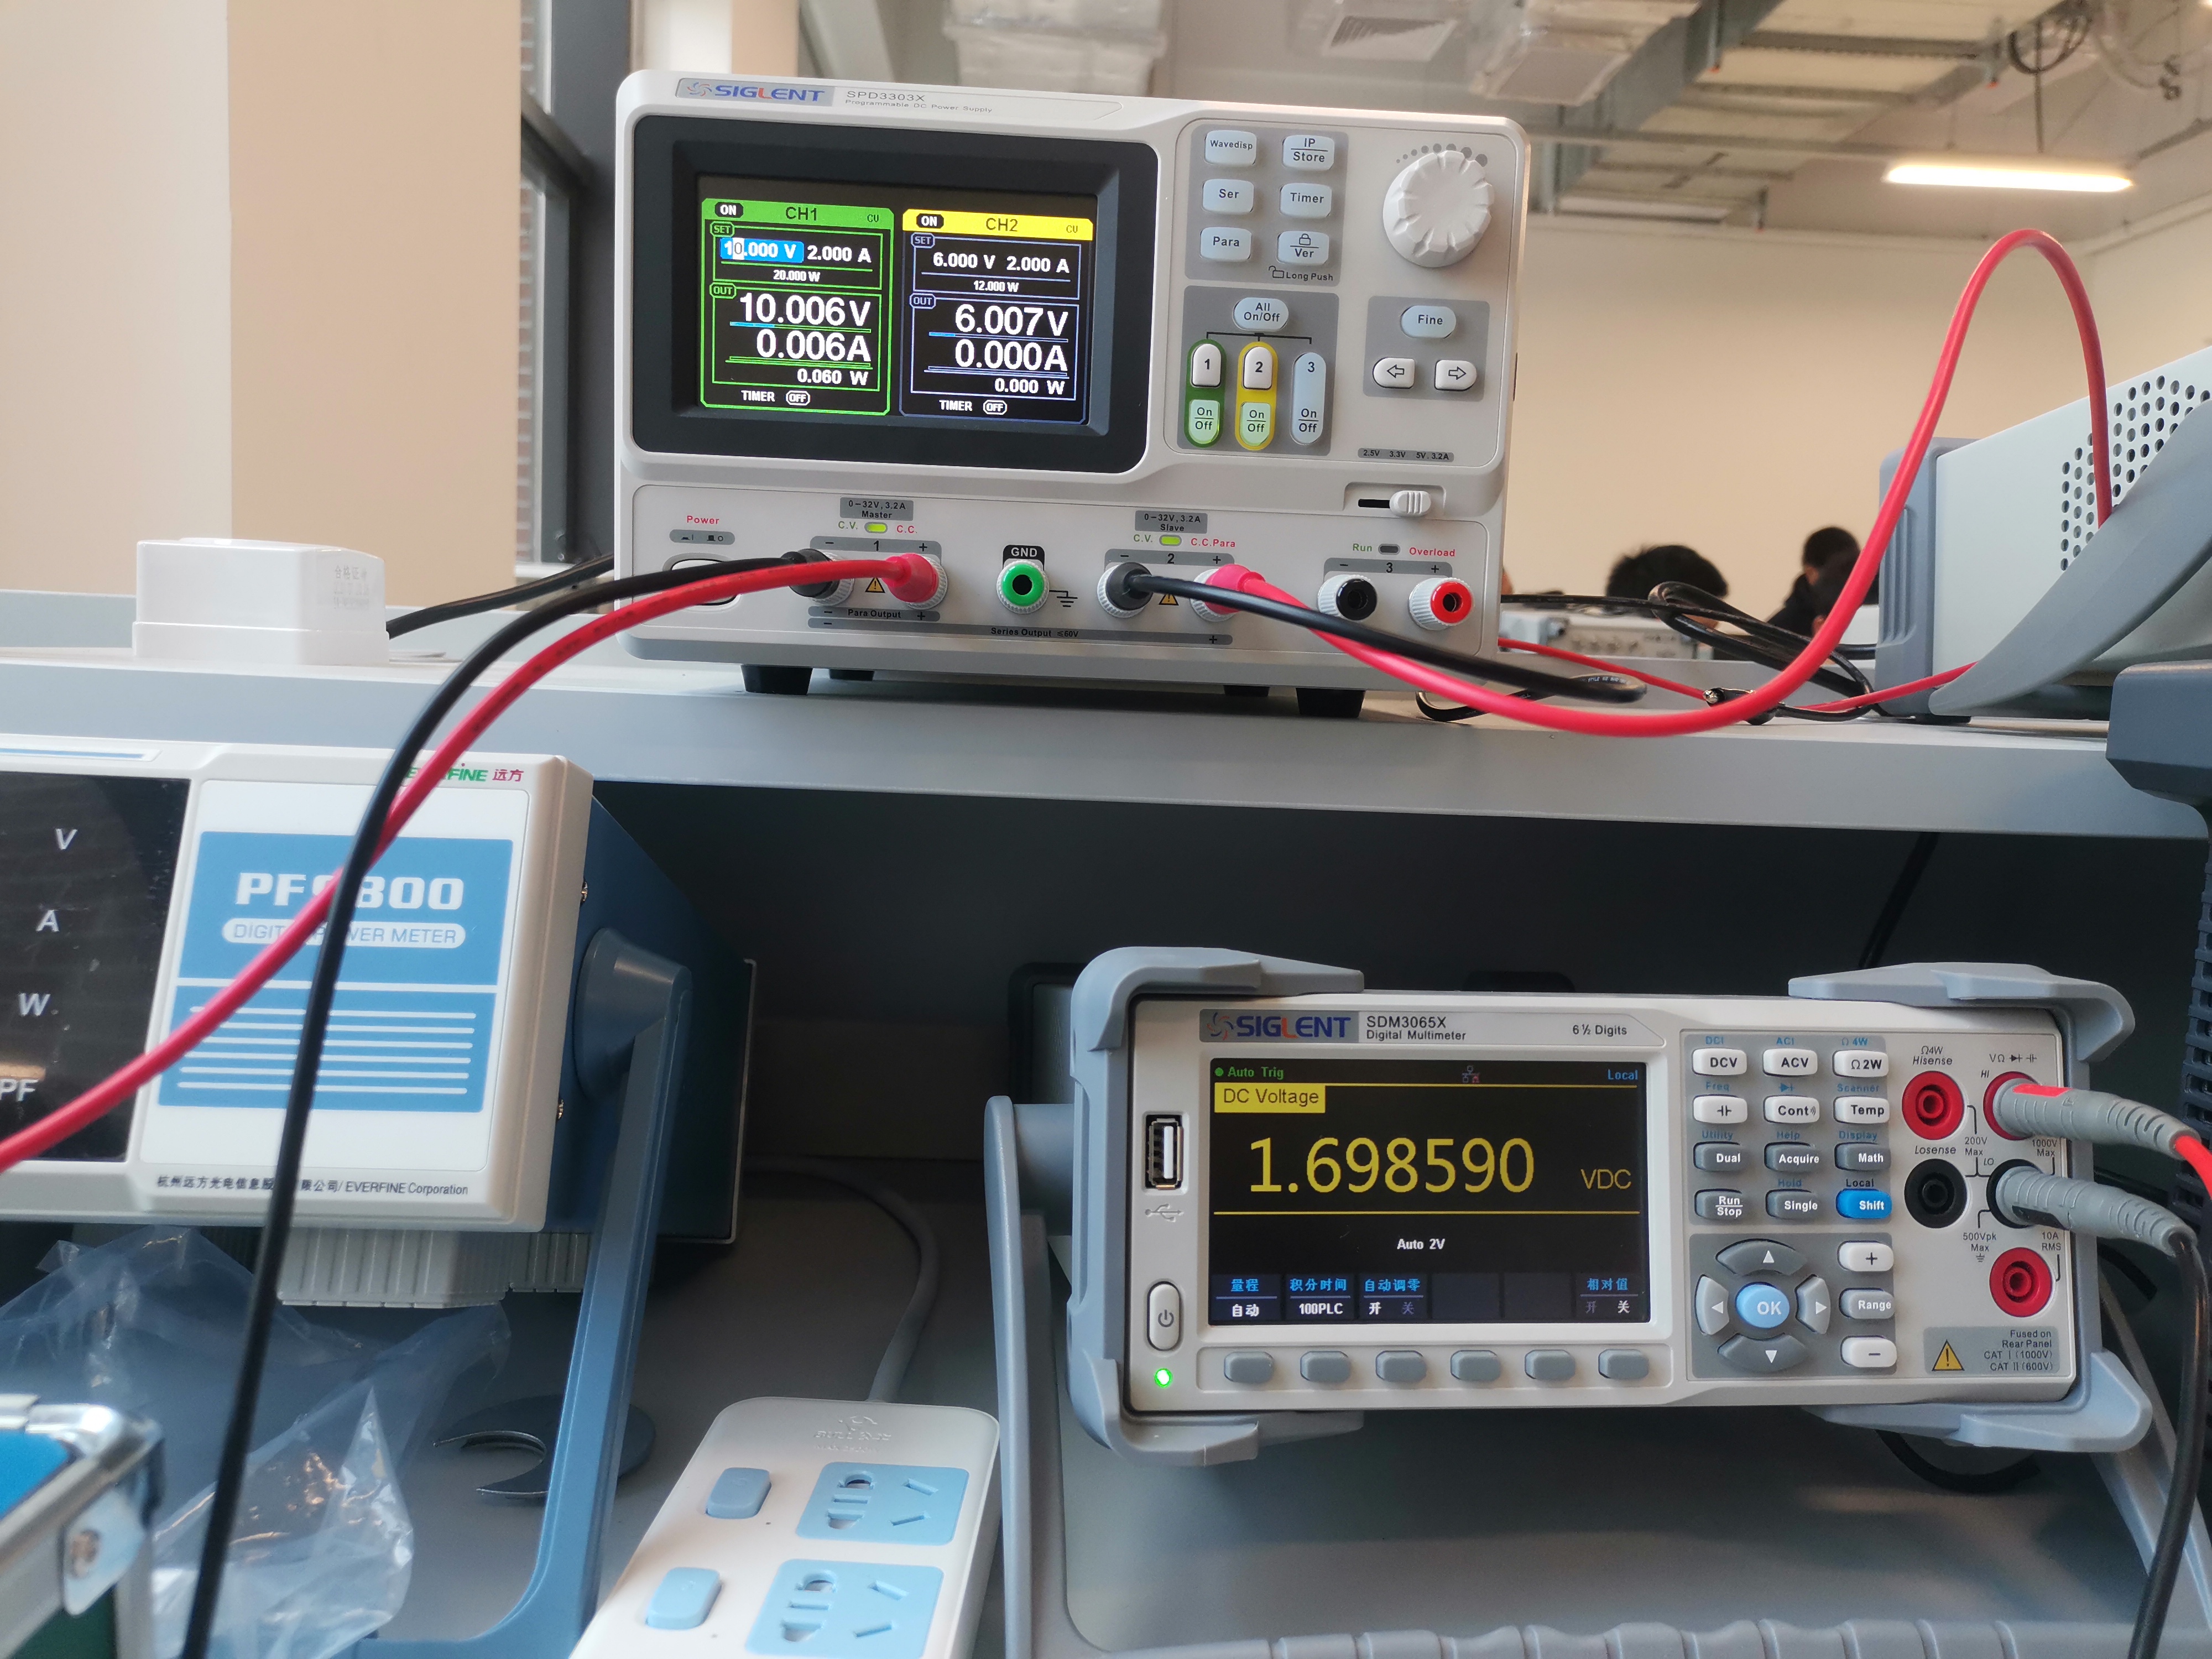 SIGLENT SPD3303X
Programmable DC Power Supply
ON CH1
SET
10.000 V 2.000 A
20.000 W
OUT
10.006V
0.006A
0.060 W
TIMER OFF
ON CH2
SET
6.000 V 2.000 A
12.000 W
OUT
6.007V
0.000A
0.000 W
TIMER OFF
Wavedisp
IP
Store
Ser
Timer
Para
Ver
Long Push
All
On/Off
1 2 3
On
Off
On
Off
On
Off
Fine
2.5V 3.3V 5V,3.2A
Power
0~32V,3.2A
Master
C.V. C.C.
− 1 +
Para Output
− +
GND
0~32V,3.2A
Slave
C.V. C.C.Para
− 2 +
Series Output ≤60V
− +
Run Overload
− 3 +
远方
V
A
W
PF
METER
EVERFINE Corporation
SIGLENT SDM3065X
Digital Multimeter
6 ½ Digits
Auto Trig
Local
DC Voltage
1.698590 VDC
Auto 2V
量程
自动
积分时间
100PLC
自动调零
开 关
相对值
开 关
DCI ACI Ω 4W
DCV ACV Ω 2W
Freq Scanner
Cont Temp
Utility Help Display
Dual Acquire Math
Hold Local
Run
Stop
Single
Shift
+
OK
Range
−
Ω4W
Hisense
VΩ
HI
Losense
200V
Max
1000V
Max
LO
500Vpk
Max
10A
RMS
Fused on
Rear Panel
CAT I (1000V)
CAT II (600V)